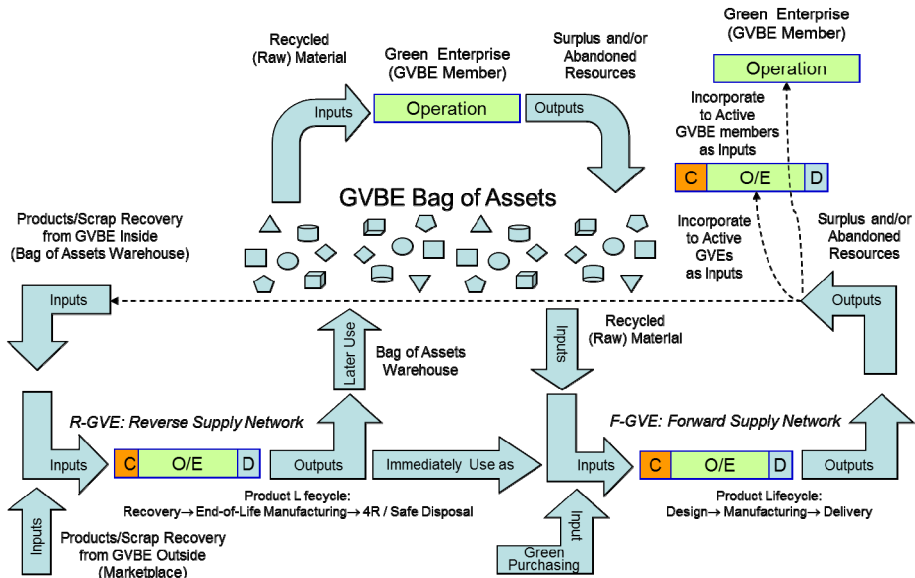 Recycled
(Raw) Material
Green Enterprise
(GVBE Member)
Surplus and/or
Abandoned
Resources
Green Enterprise
(GVBE Member)
Operation
Inputs
Operation
Outputs
Incorporate
to Active
GVBE members
as Inputs
C
O/E
D
GVBE Bag of Assets
Products/Scrap Recovery
from GVBE Inside
(Bag of Assets Warehouse)
Incorporate
to Active
GVEs
as Inputs
Surplus and/or
Abandoned
Resources
Inputs
Outputs
Later Use
Bag of Assets
Warehouse
Inputs
Recycled
(Raw) Material
R-GVE: Reverse Supply Network
F-GVE: Forward Supply Network
Inputs
C
O/E
D
Outputs
Immediately Use as
Inputs
C
O/E
D
Outputs
Product Lifecycle:
Recovery→End-of-Life Manufacturing→4R / Safe Disposal
Product Lifecycle:
Design→ Manufacturing→ Delivery
Inputs
Products/Scrap Recovery
from GVBE Outside
(Marketplace)
Input
Green
Purchasing